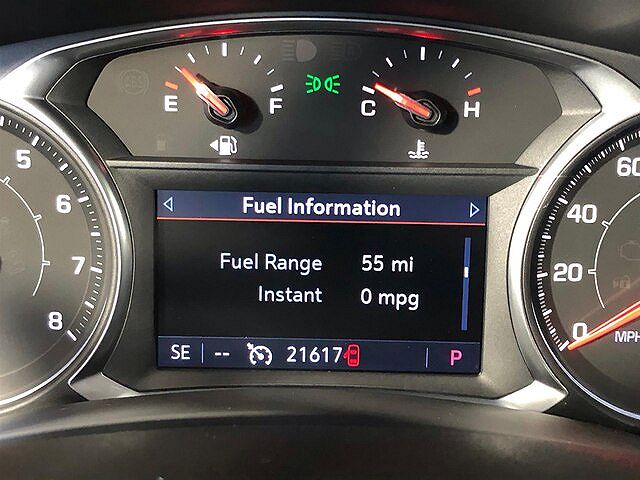 E F
C H
Fuel Information
Fuel Range 55 mi
Instant 0 mpg
SE -- 21617 P
5
6
7
8
60
40
20
0
MPH